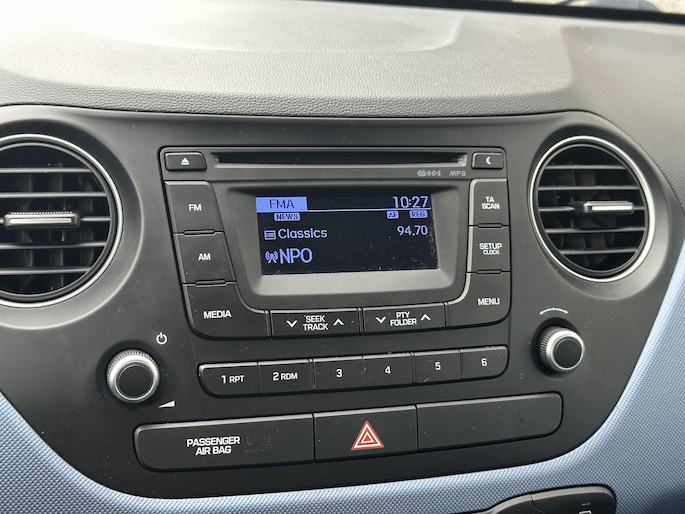 RDS MP3
FM
FMA 10:27
NEWS AF REG
Classics 94.70
NPO
TA
SCAN
AM
SETUP
CLOCK
MEDIA
SEEK
TRACK
PTY
FOLDER
MENU
1 RPT
2 RDM
3
4
5
6
PASSENGER
AIR BAG